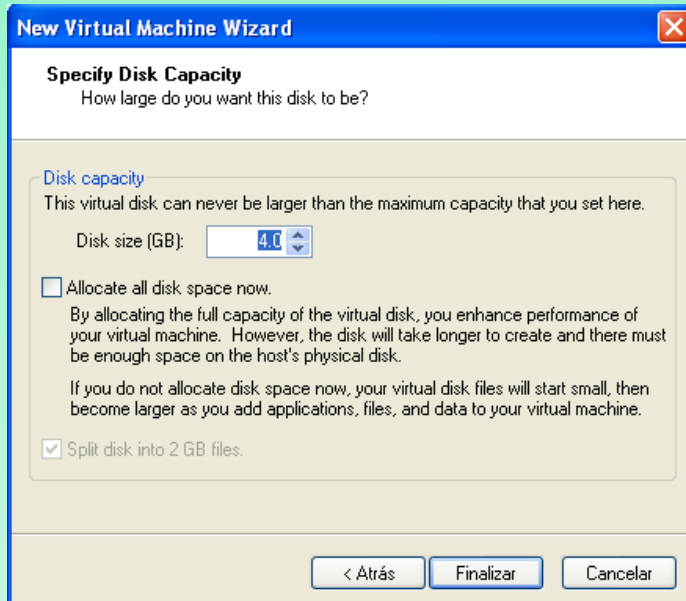 New Virtual Machine Wizard
Specify Disk Capacity
How large do you want this disk to be?
Disk capacity
This virtual disk can never be larger than the maximum capacity that you set here.
Disk size (GB): 4.0
Allocate all disk space now.
By allocating the full capacity of the virtual disk, you enhance performance of
your virtual machine. However, the disk will take longer to create and there must
be enough space on the host's physical disk.
If you do not allocate disk space now, your virtual disk files will start small, then
become larger as you add applications, files, and data to your virtual machine.
Split disk into 2 GB files.
< Atrás Finalizar Cancelar